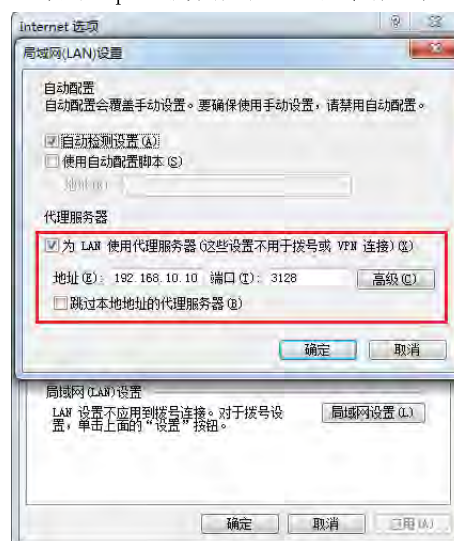 Internet 选项
局域网(LAN)设置
自动配置
自动配置会覆盖手动设置。要确保使用手动设置，请禁用自动配置。
自动检测设置(A)
使用自动配置脚本(S)
代理服务器
为 LAN 使用代理服务器(这些设置不用于拨号或 VPN 连接)(X)
地址(E): 192.168.10.10 端口(T): 3128 高级(C)
跳过本地地址的代理服务器(B)
确定 取消
局域网(LAN)设置
LAN 设置不应用到拨号连接。对于拨号设 局域网设置(L)
置，单击上面的“设置”按钮。
确定 取消 应用(A)